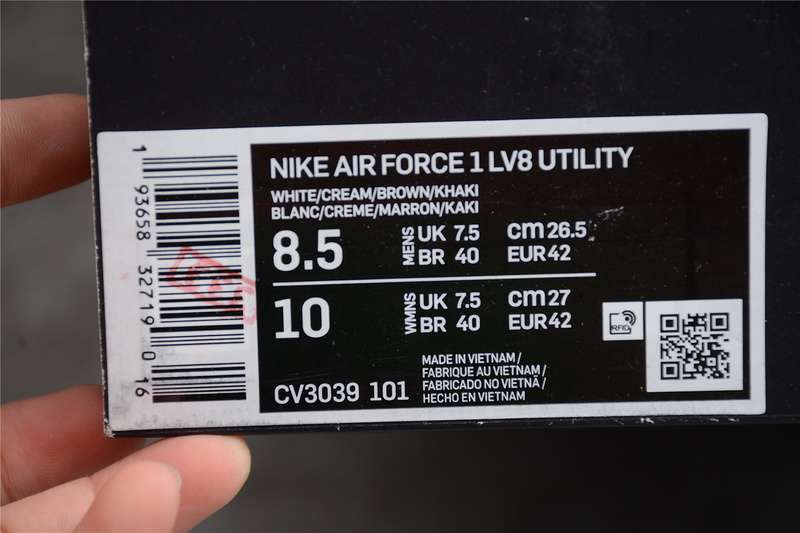 NIKE AIR FORCE 1 LV8 UTILITY
WHITE/CREAM/BROWN/KHAKI
BLANC/CREME/MARRON/KAKI
8.5 MENS UK 7.5 cm 26.5
BR 40 EUR 42
10 WMNS UK 7.5 cm 27
BR 40 EUR 42
RFID
CV3039 101
MADE IN VIETNAM /
FABRIQUE AU VIETNAM /
FABRICADO NO VIETNÃ /
HECHO EN VIETNAM
1 93658 32719 0 16